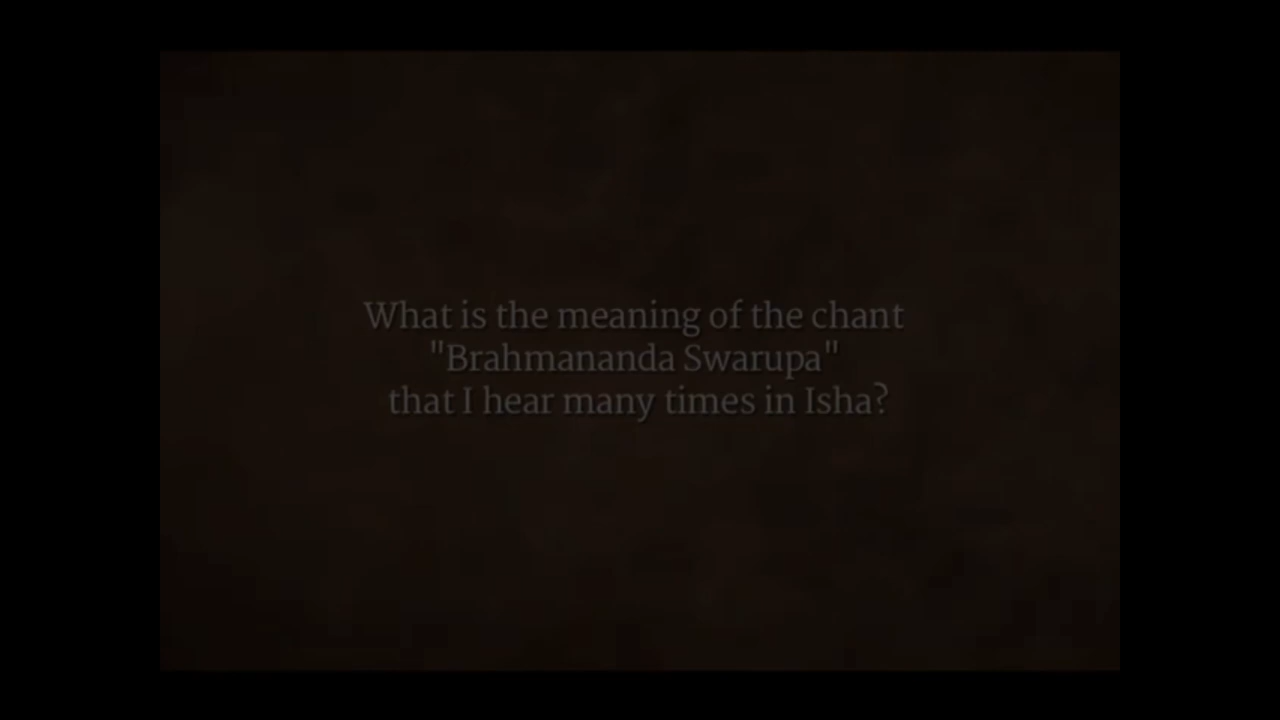 What is the meaning of the chant
"Brahmananda Swarupa"
that I hear many times in Isha?